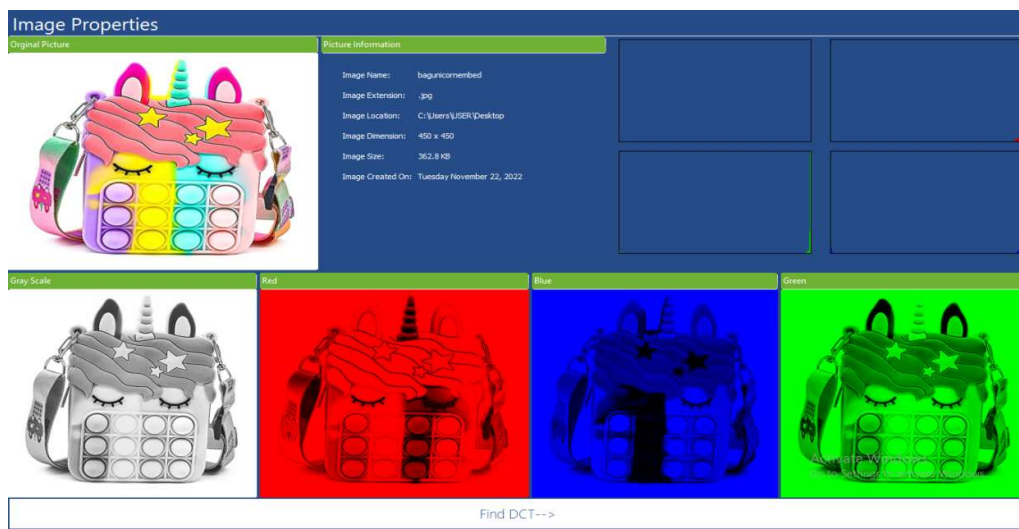 Image Properties
Orginal Picture
Picture Information
Image Name: bagunicornembed
Image Extension: .jpg
Image Location: C:\Users\USER\Desktop
Image Dimension: 450 x 450
Image Size: 362.8 KB
Image Created On: Tuesday November 22, 2022
Gray Scale
Red
Blue
Green
Activate Windows
Find DCT-->